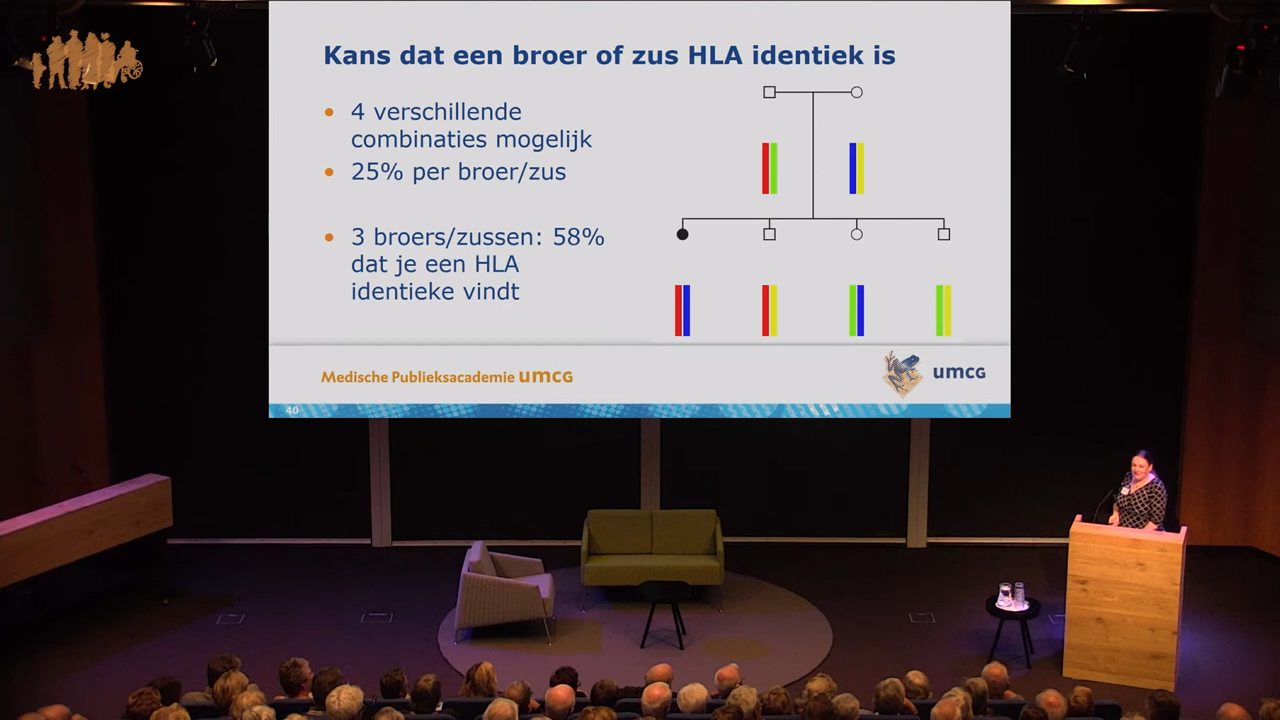 Kans dat een broer of zus HLA identiek is
4 verschillende
combinaties mogelijk
25% per broer/zus
3 broers/zussen: 58%
dat je een HLA
identieke vindt
Medische Publieksacademie umcg
umcg
40